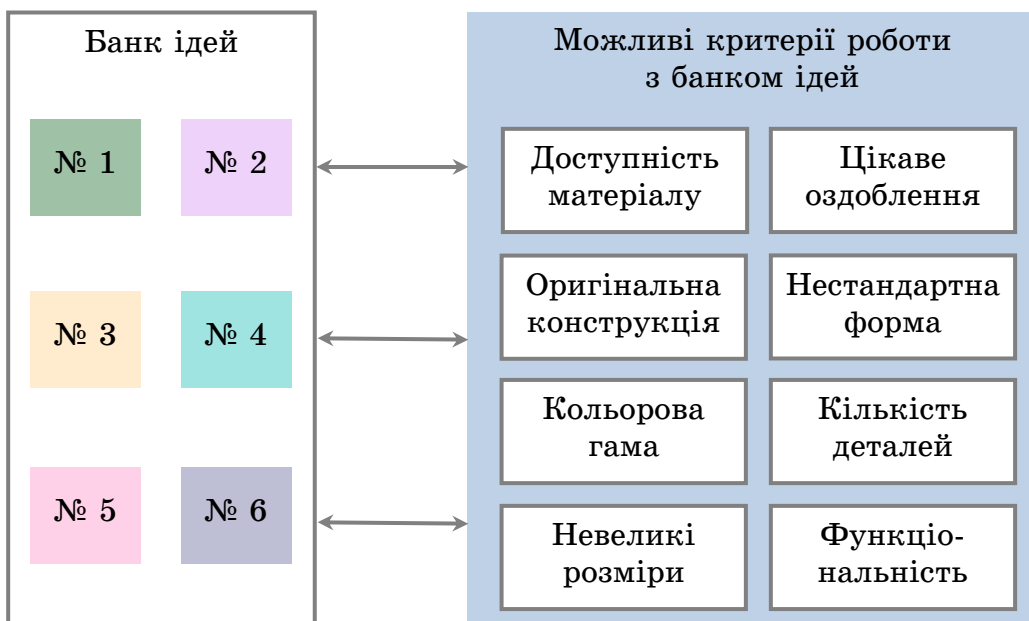 Банк ідей
№ 1
№ 2
№ 3
№ 4
№ 5
№ 6
Можливі критерії роботи
з банком ідей
Доступність
матеріалу
Цікаве
оздоблення
Оригінальна
конструкція
Нестандартна
форма
Кольорова
гама
Кількість
деталей
Невеликі
розміри
Функціо-
нальність